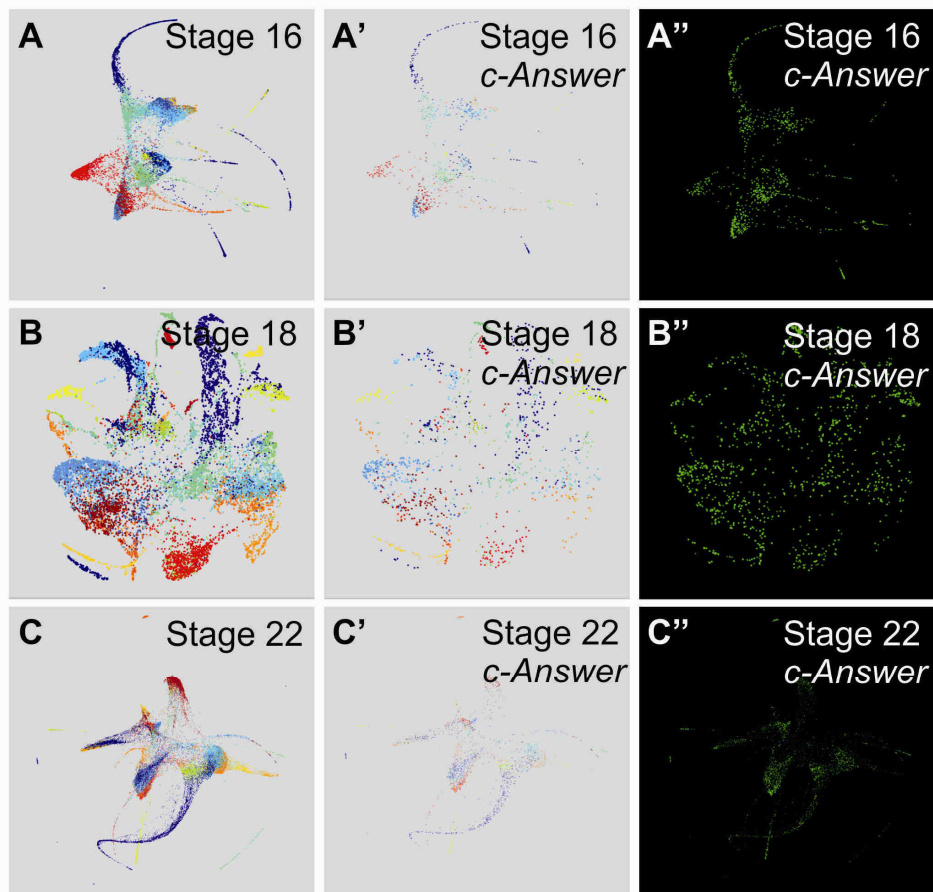 A Stage 16
A’ Stage 16
c-Answer
A” Stage 16
c-Answer
B Stage 18
B’ Stage 18
c-Answer
B” Stage 18
c-Answer
C Stage 22
C’ Stage 22
c-Answer
C” Stage 22
c-Answer